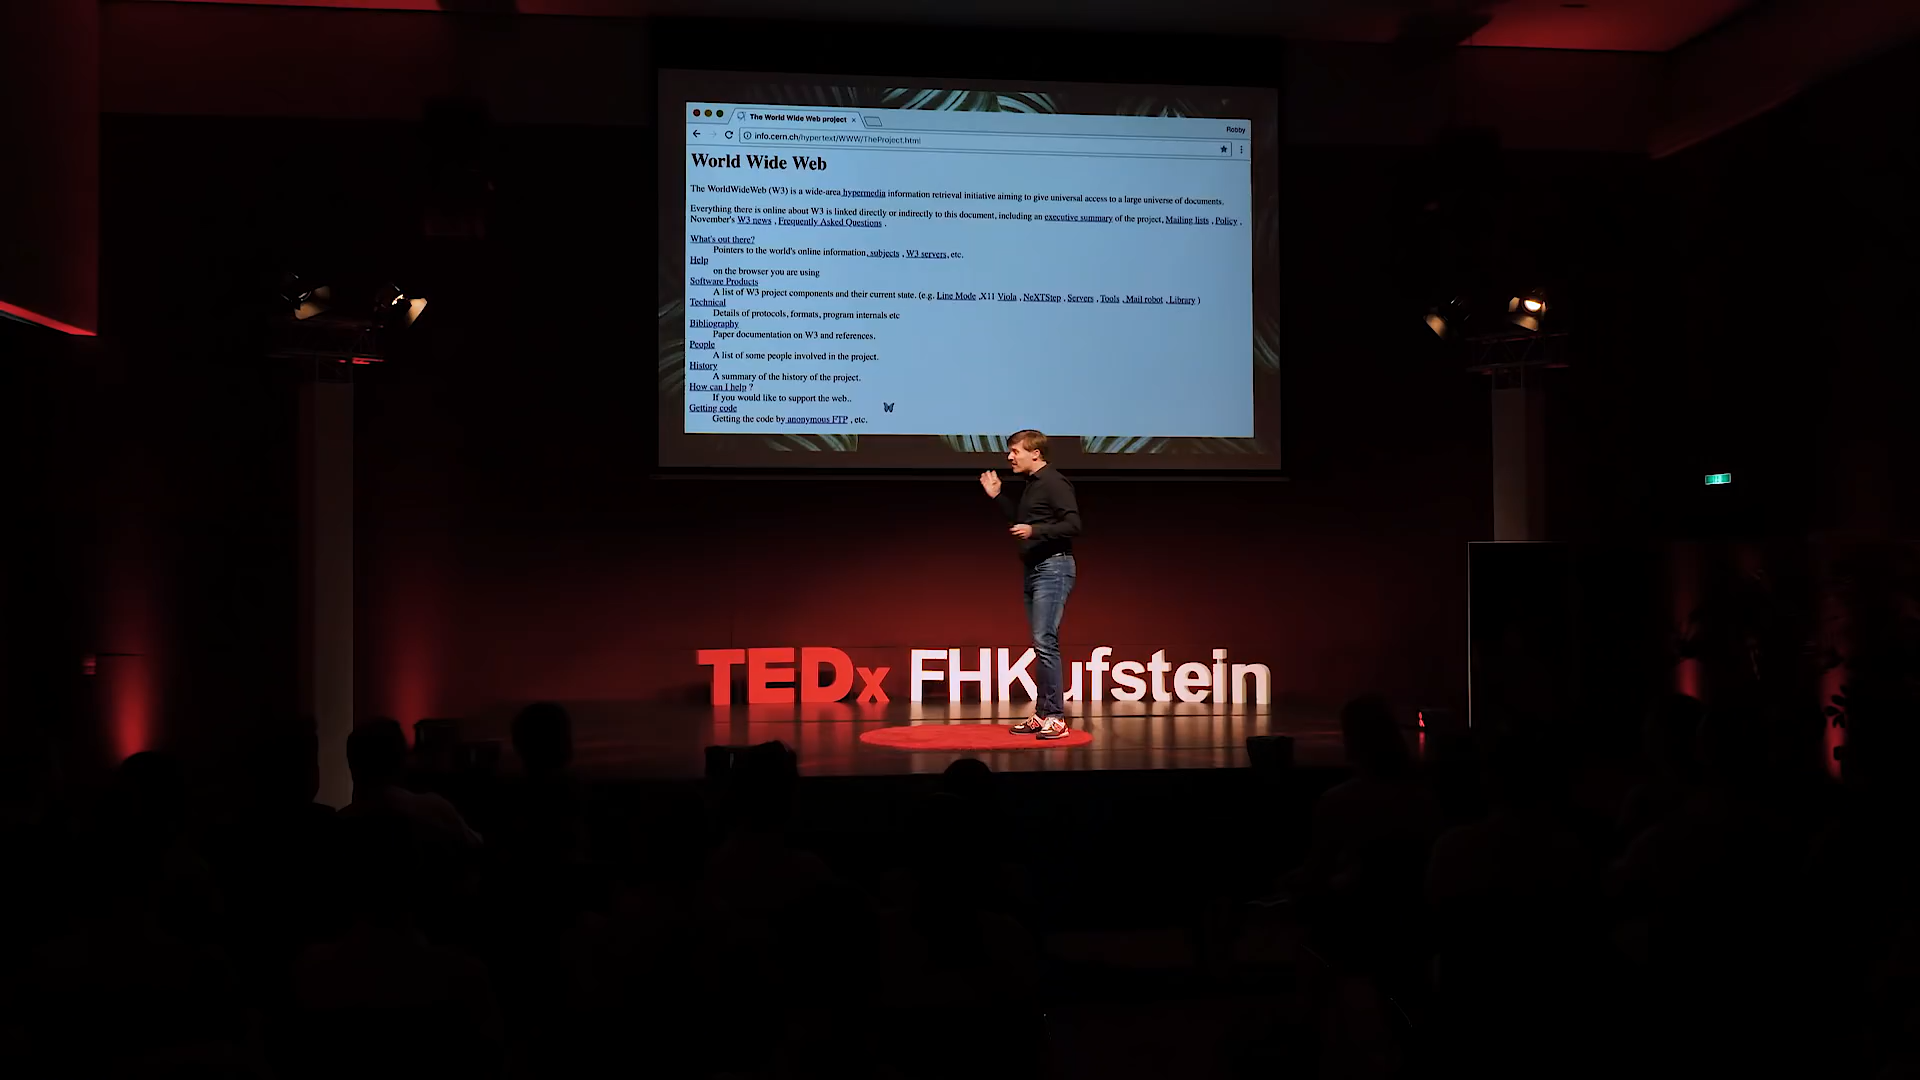 The World Wide Web project
Robby
info.cern.ch/hypertext/WWW/TheProject.html
World Wide Web
The WorldWideWeb (W3) is a wide-area hypermedia information retrieval initiative aiming to give universal access to a large universe of documents.
Everything there is online about W3 is linked directly or indirectly to this document, including an executive summary of the project, Mailing lists , Policy ,
November's W3 news , Frequently Asked Questions .
What's out there?
Pointers to the world's online information, subjects , W3 servers, etc.
Help
on the browser you are using
Software Products
A list of W3 project components and their current state. (e.g. Line Mode ,X11 Viola , NeXTStep , Servers , Tools , Mail robot , Library )
Technical
Details of protocols, formats, program internals etc
Bibliography
Paper documentation on W3 and references.
People
A list of some people involved in the project.
History
A summary of the history of the project.
How can I help ?
If you would like to support the web..
Getting code
Getting the code by anonymous FTP , etc.
TEDx FHKufstein